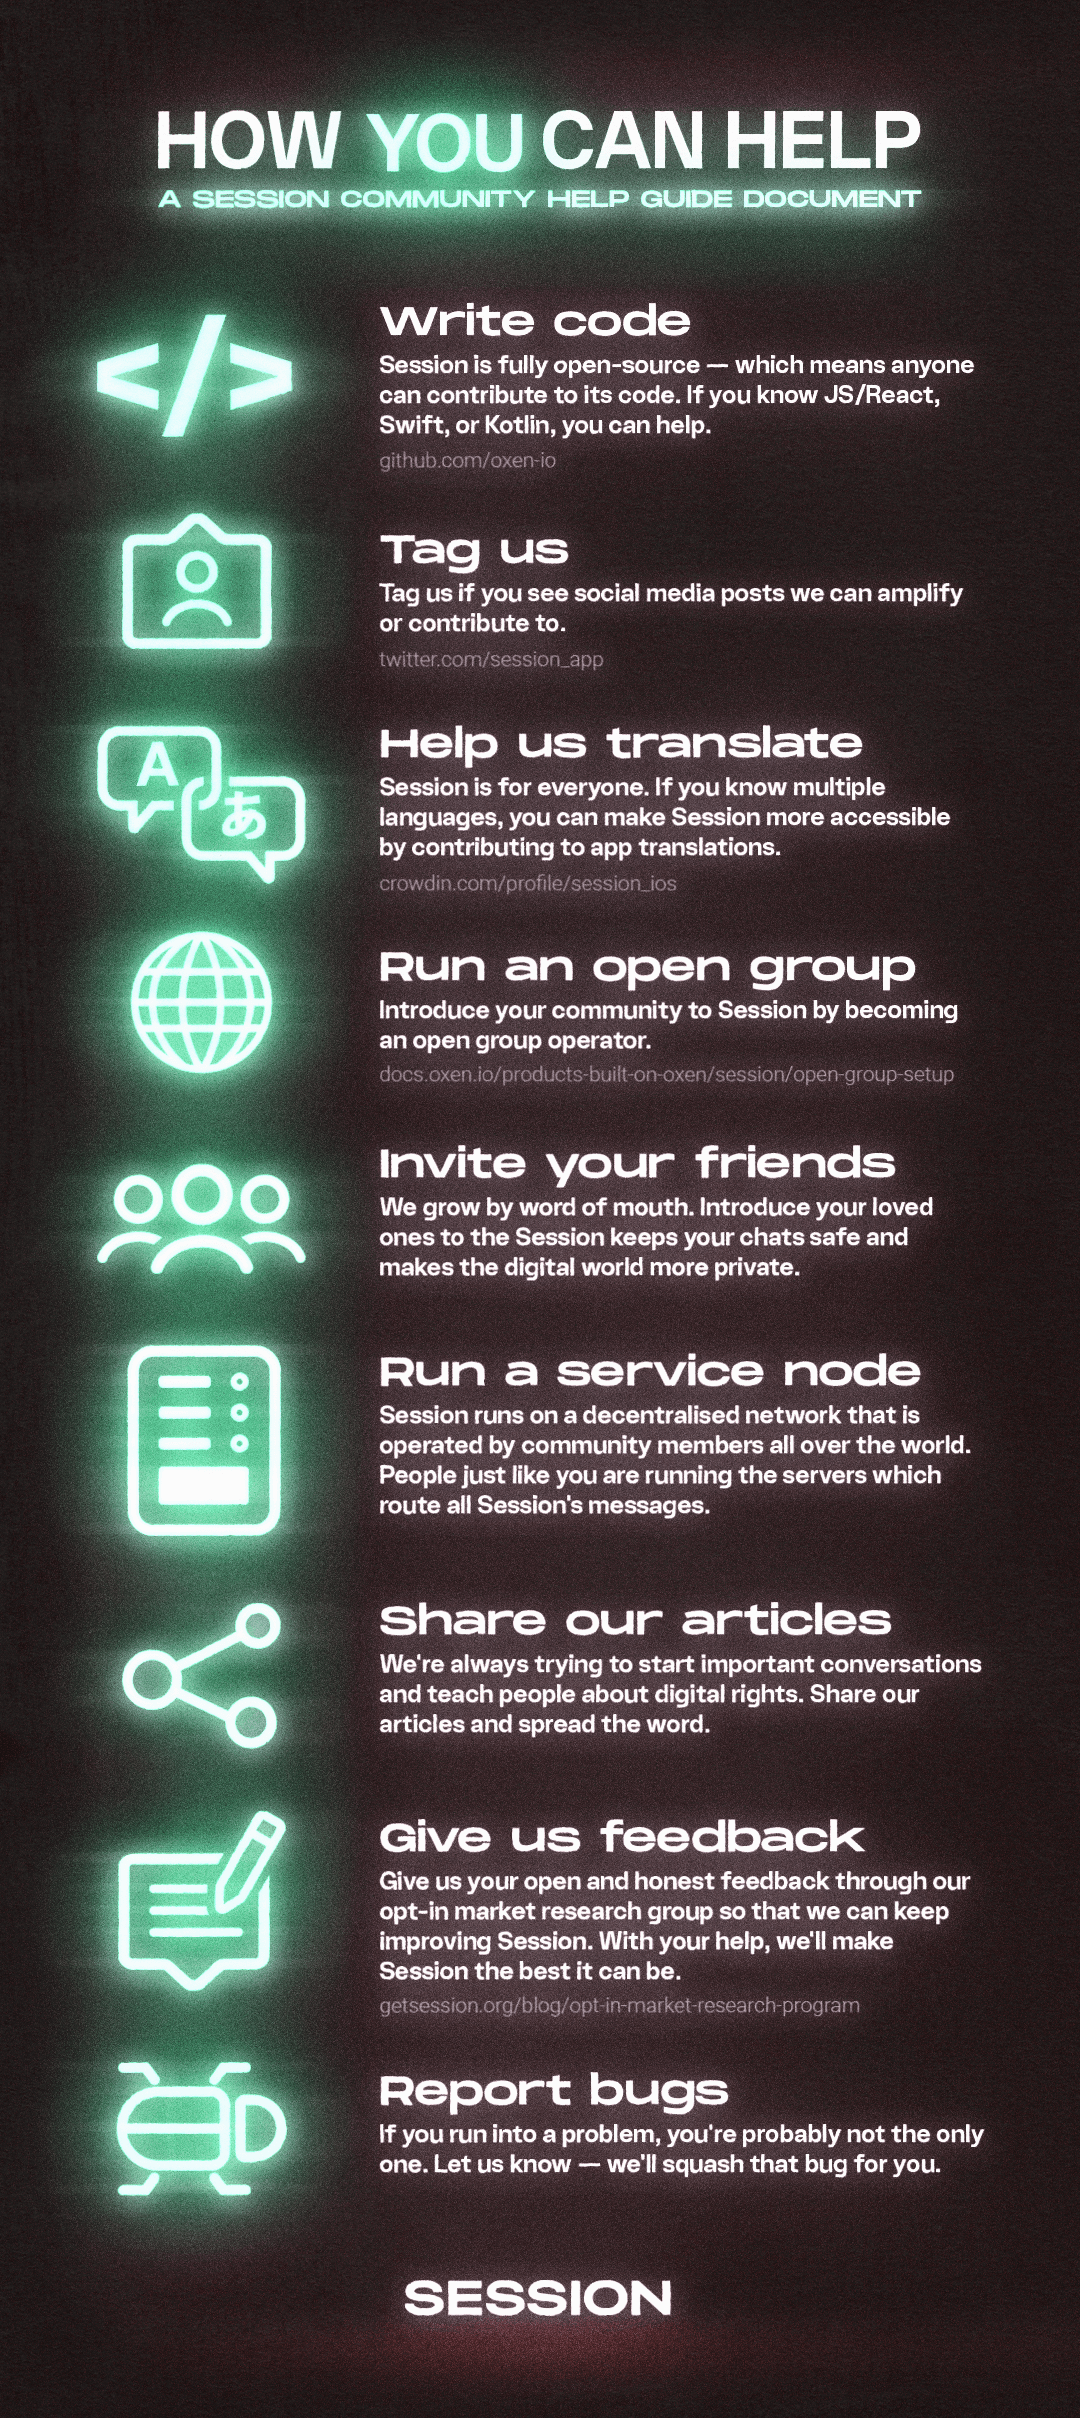 HOW YOU CAN HELP
A SESSION COMMUNITY HELP GUIDE DOCUMENT
</>
Write code
Session is fully open-source — which means anyone
can contribute to its code. If you know JS/React,
Swift, or Kotlin, you can help.
github.com/oxen-io
Tag us
Tag us if you see social media posts we can amplify
or contribute to.
twitter.com/session_app
A
あ
Help us translate
Session is for everyone. If you know multiple
languages, you can make Session more accessible
by contributing to app translations.
crowdin.com/profile/session_ios
Run an open group
Introduce your community to Session by becoming
an open group operator.
docs.oxen.io/products-built-on-oxen/session/open-group-setup
Invite your friends
We grow by word of mouth. Introduce your loved
ones to the Session keeps your chats safe and
makes the digital world more private.
Run a service node
Session runs on a decentralised network that is
operated by community members all over the world.
People just like you are running the servers which
route all Session's messages.
Share our articles
We're always trying to start important conversations
and teach people about digital rights. Share our
articles and spread the word.
Give us feedback
Give us your open and honest feedback through our
opt-in market research group so that we can keep
improving Session. With your help, we'll make
Session the best it can be.
getsession.org/blog/opt-in-market-research-program
Report bugs
If you run into a problem, you're probably not the only
one. Let us know — we'll squash that bug for you.
SESSION